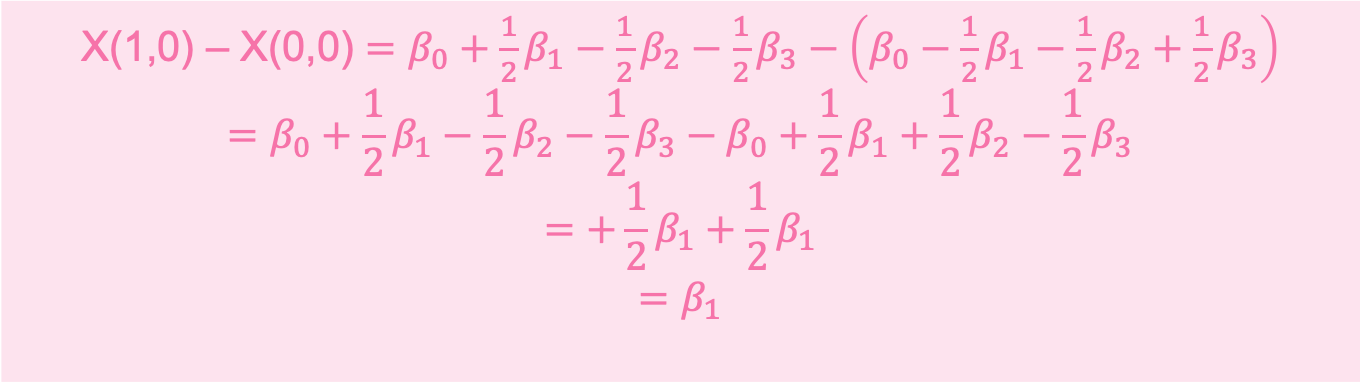 X(1,0) – X(0,0) = β₀ + ½β₁ − ½β₂ − ½β₃ − (β₀ − ½β₁ − ½β₂ + ½β₃)
= β₀ + ½β₁ − ½β₂ − ½β₃ − β₀ + ½β₁ + ½β₂ − ½β₃
= + ½β₁ + ½β₁
= β₁